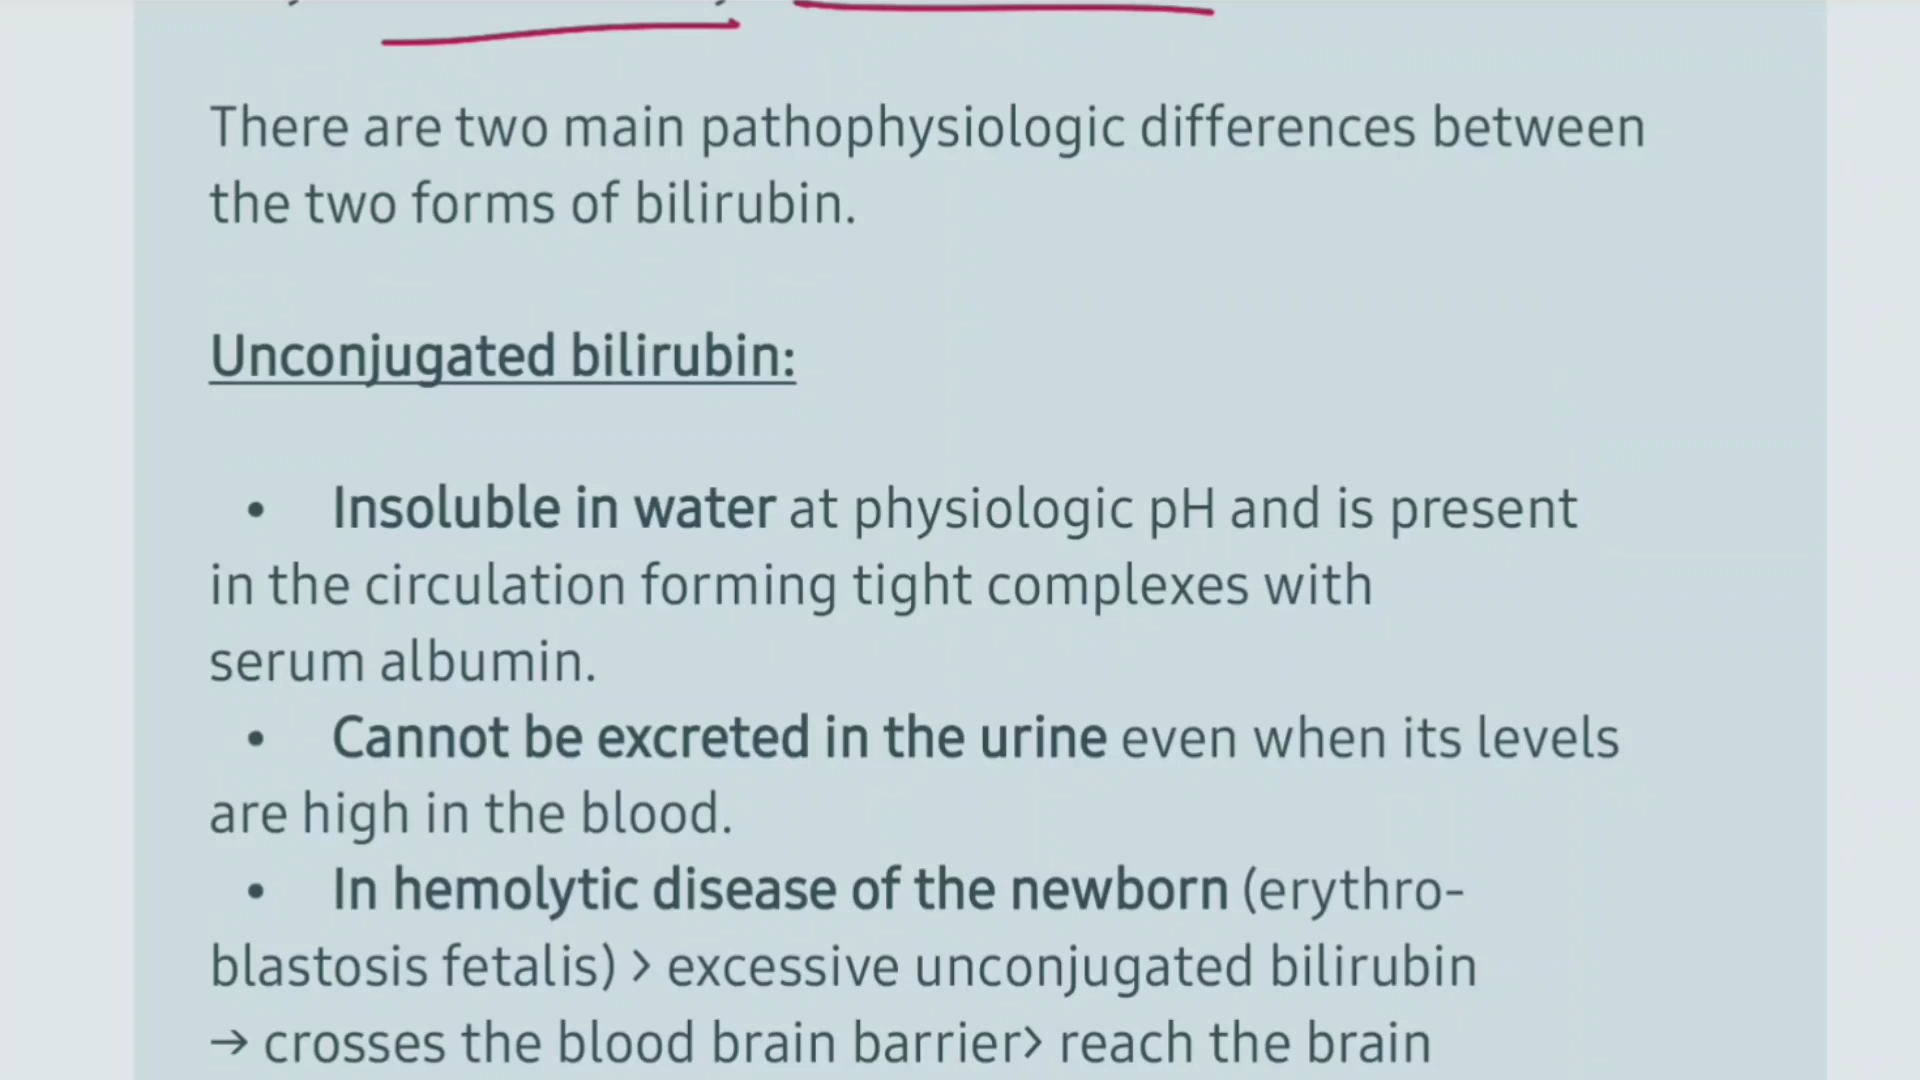 There are two main pathophysiologic differences between
the two forms of bilirubin.
Unconjugated bilirubin:
• Insoluble in water at physiologic pH and is present
in the circulation forming tight complexes with
serum albumin.
• Cannot be excreted in the urine even when its levels
are high in the blood.
• In hemolytic disease of the newborn (erythro-
blastosis fetalis) > excessive unconjugated bilirubin
→ crosses the blood brain barrier> reach the brain